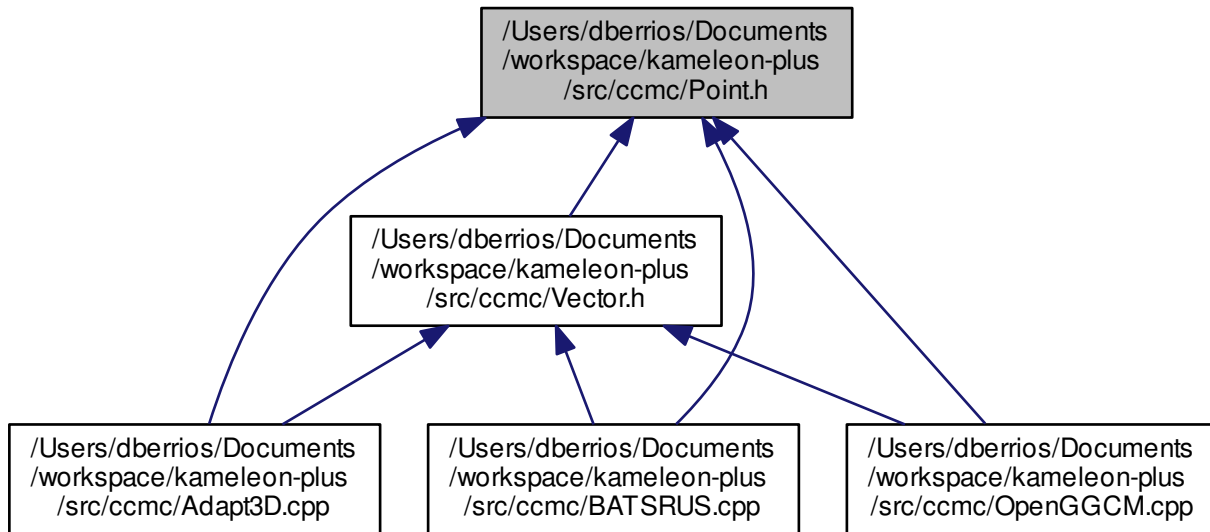 /Users/dberrios/Documents
/workspace/kameleon-plus
/src/ccmc/Point.h
/Users/dberrios/Documents
/workspace/kameleon-plus
/src/ccmc/Vector.h
/Users/dberrios/Documents
/workspace/kameleon-plus
/src/ccmc/Adapt3D.cpp
/Users/dberrios/Documents
/workspace/kameleon-plus
/src/ccmc/BATSRUS.cpp
/Users/dberrios/Documents
/workspace/kameleon-plus
/src/ccmc/OpenGGCM.cpp